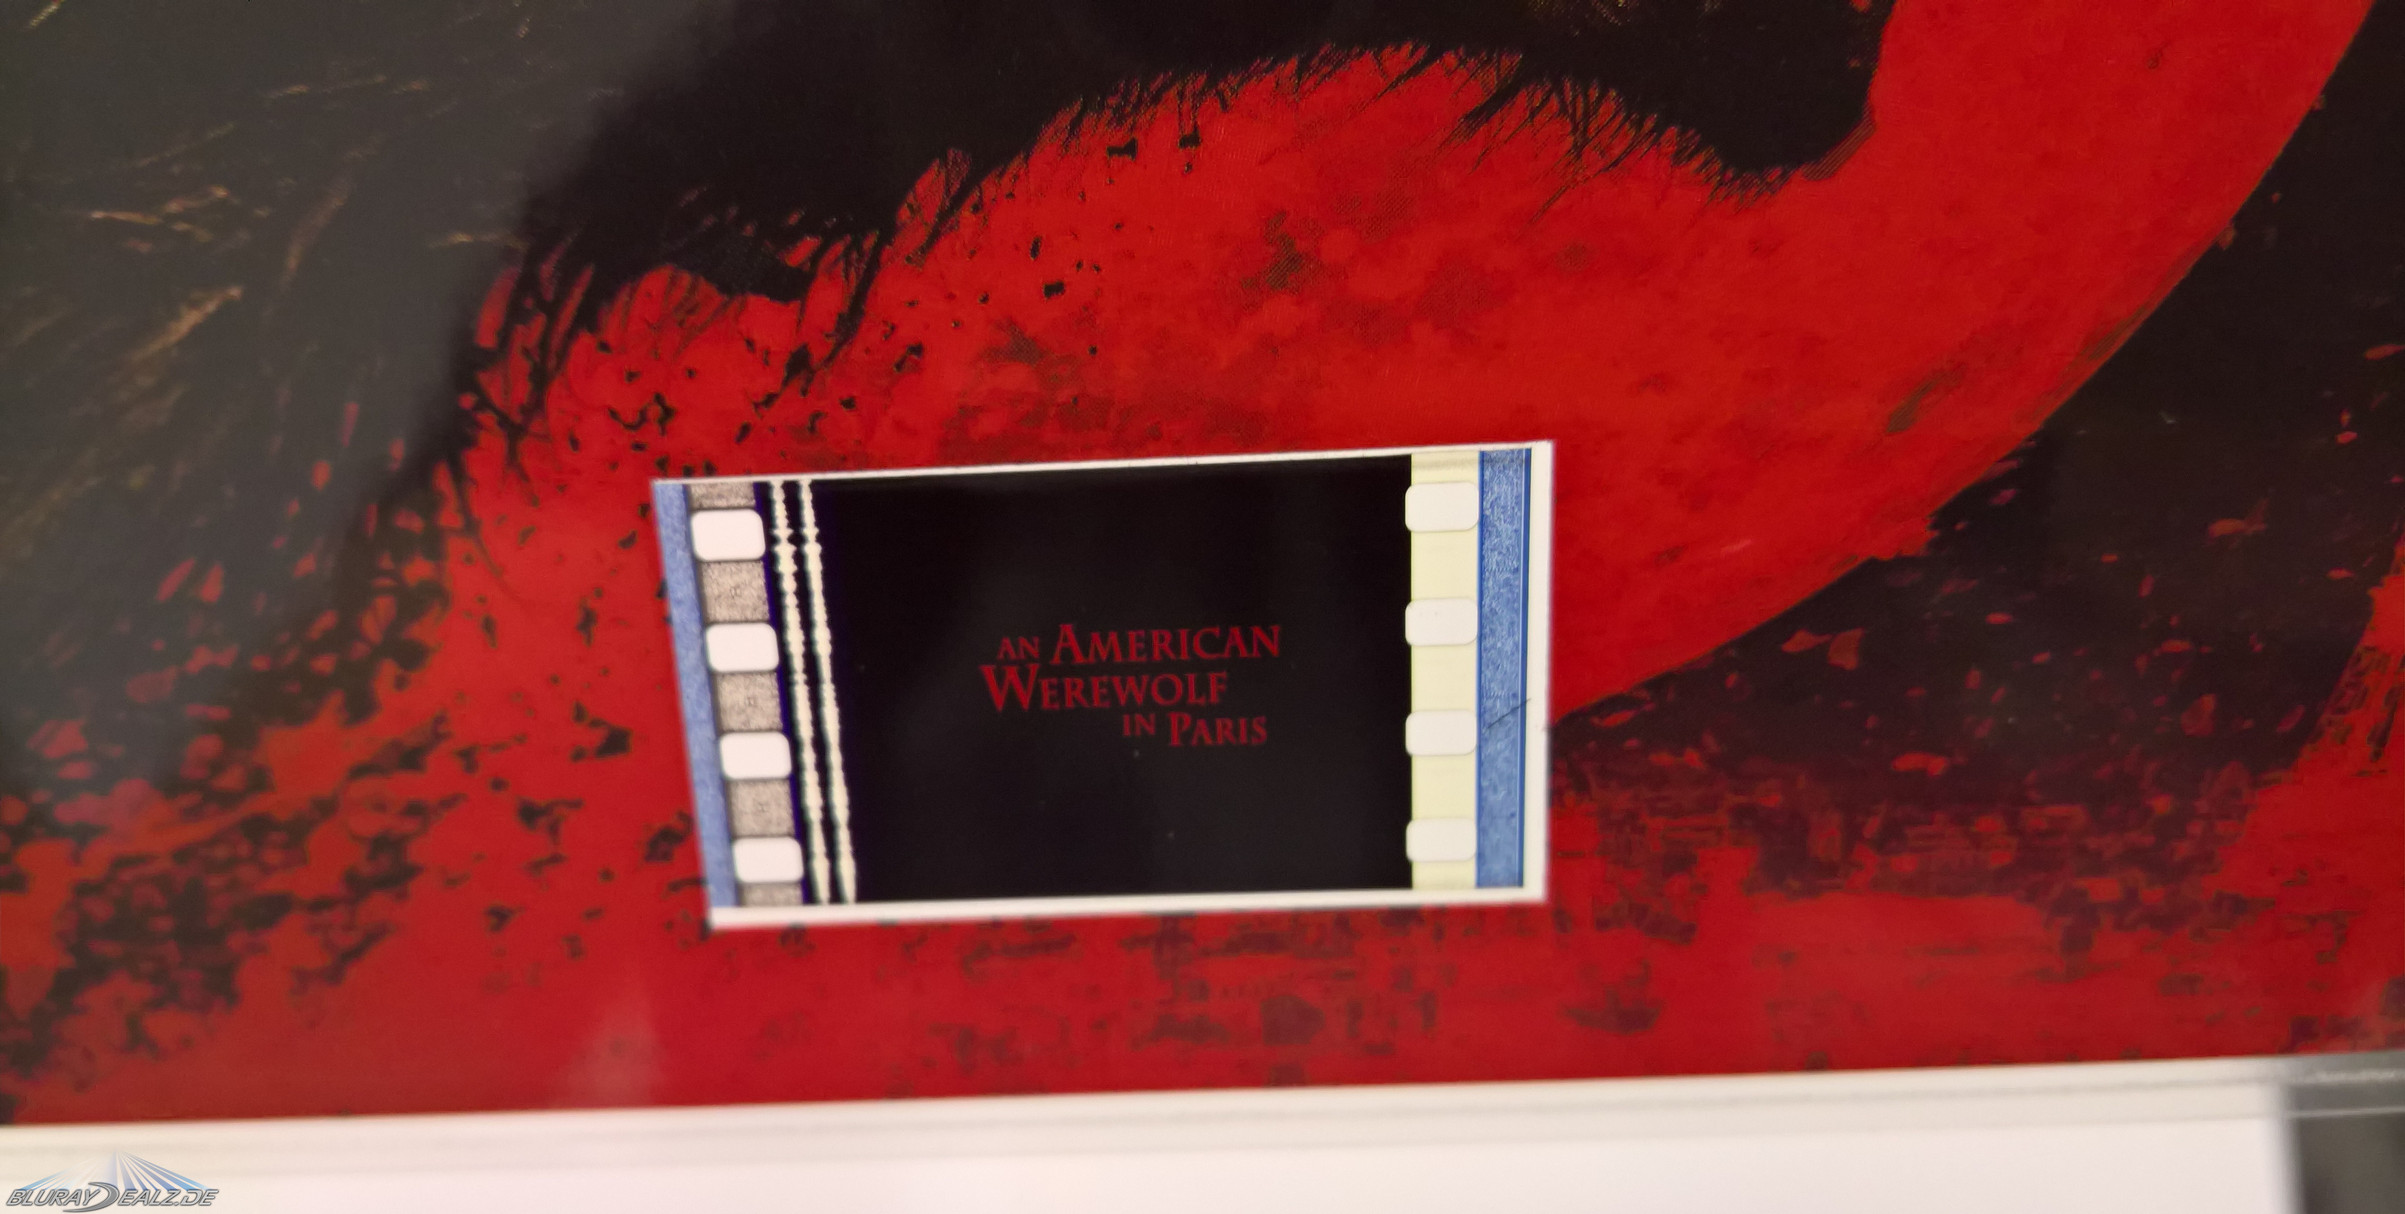 AN AMERICAN
WEREWOLF
IN PARIS
BLURAYDEALZ.DE